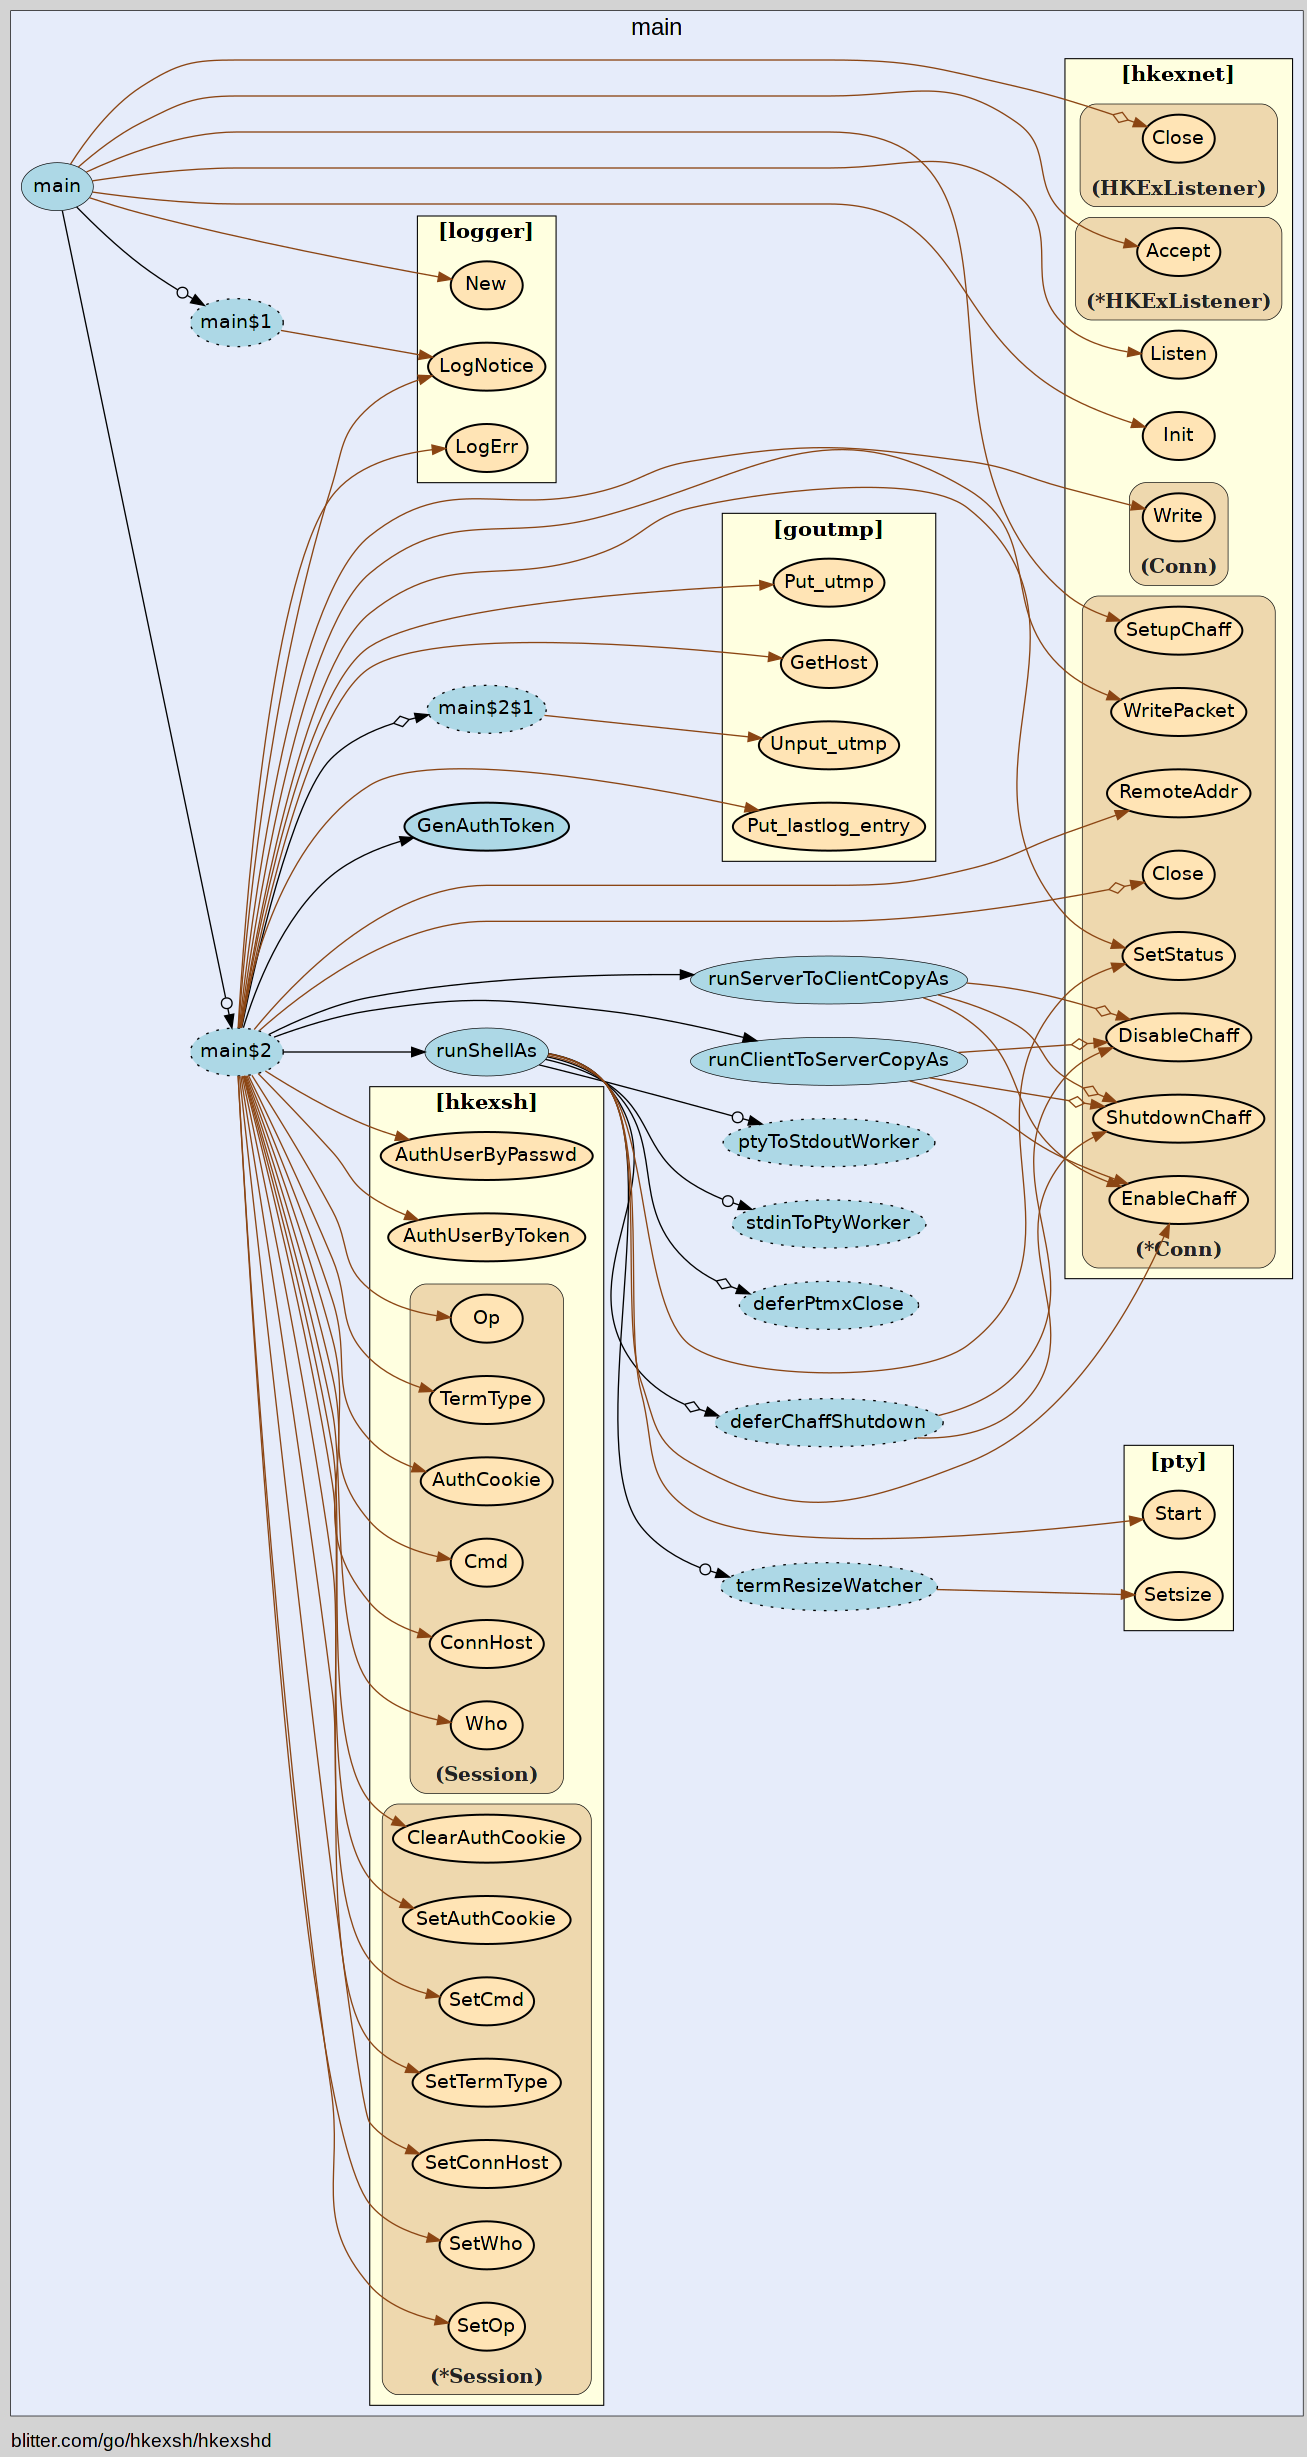 main
main
main$1
main$2
[logger]
New
LogNotice
LogErr
main$2$1
GenAuthToken
runShellAs
[hkexsh]
AuthUserByPasswd
AuthUserByToken
Op
TermType
AuthCookie
Cmd
ConnHost
Who
(Session)
ClearAuthCookie
SetAuthCookie
SetCmd
SetTermType
SetConnHost
SetWho
SetOp
(*Session)
[goutmp]
Put_utmp
GetHost
Unput_utmp
Put_lastlog_entry
runServerToClientCopyAs
runClientToServerCopyAs
ptyToStdoutWorker
stdinToPtyWorker
deferPtmxClose
deferChaffShutdown
termResizeWatcher
[hkexnet]
Close
(HKExListener)
Accept
(*HKExListener)
Listen
Init
Write
(Conn)
SetupChaff
WritePacket
RemoteAddr
Close
SetStatus
DisableChaff
ShutdownChaff
EnableChaff
(*Conn)
[pty]
Start
Setsize
blitter.com/go/hkexsh/hkexshd